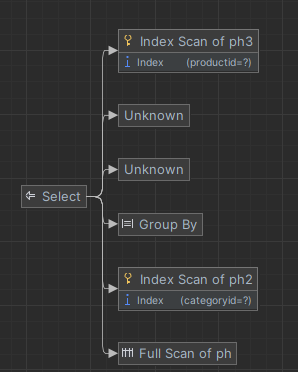 Index Scan of ph3
Index (productid=?)
Unknown
Unknown
Select
Group By
Index Scan of ph2
Index (categoryid=?)
Full Scan of ph